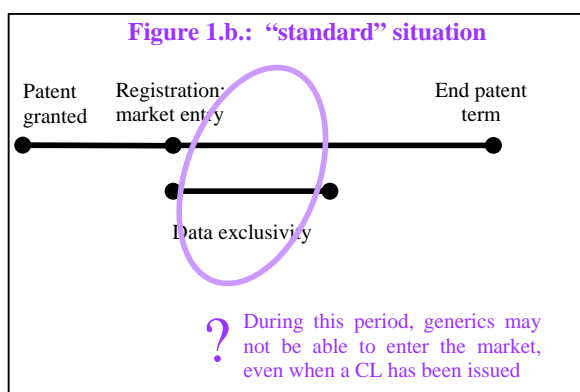 Figure 1.b.: “standard” situation
Patent granted
Registration: market entry
End patent term
Data exclusivity
?
During this period, generics may
not be able to enter the market,
even when a CL has been issued